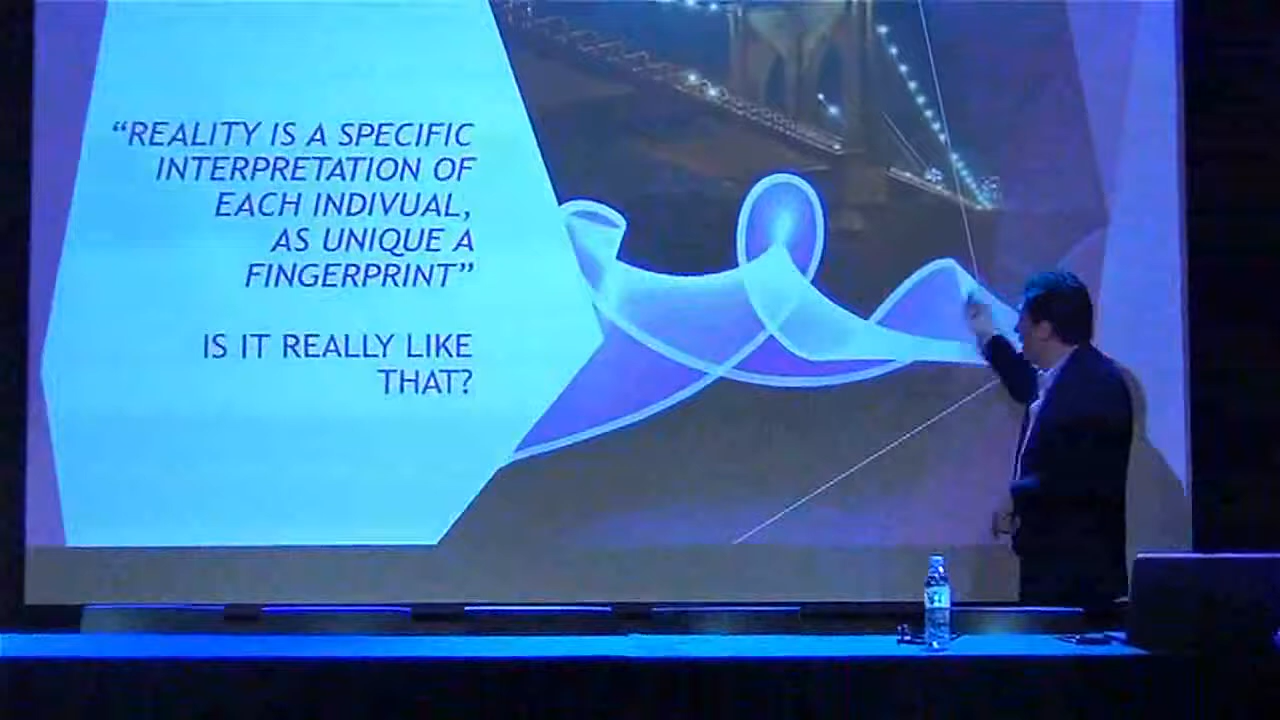 “REALITY IS A SPECIFIC
INTERPRETATION OF
EACH INDIVUAL,
AS UNIQUE A
FINGERPRINT”
IS IT REALLY LIKE
THAT?